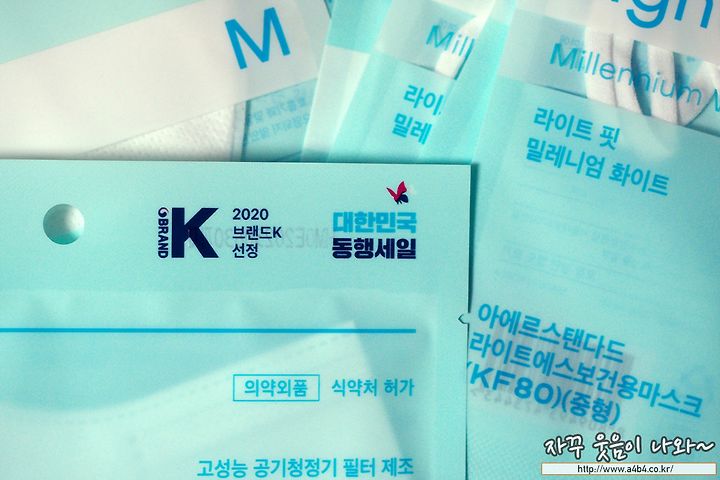 M
ign
Mill
Millennium
라이
밀레
라이트 핏
밀레니엄 화이트
BRAND
K
2020
브랜드K
선정
대한민국
동행세일
아에르스탠다드
라이트에스보건용마스크
(KF80)(중형)
의약외품 식약처 허가
고성능 공기청정기 필터 제조
자꾸 웃음이 나와~
http://www.a4b4.co.kr/